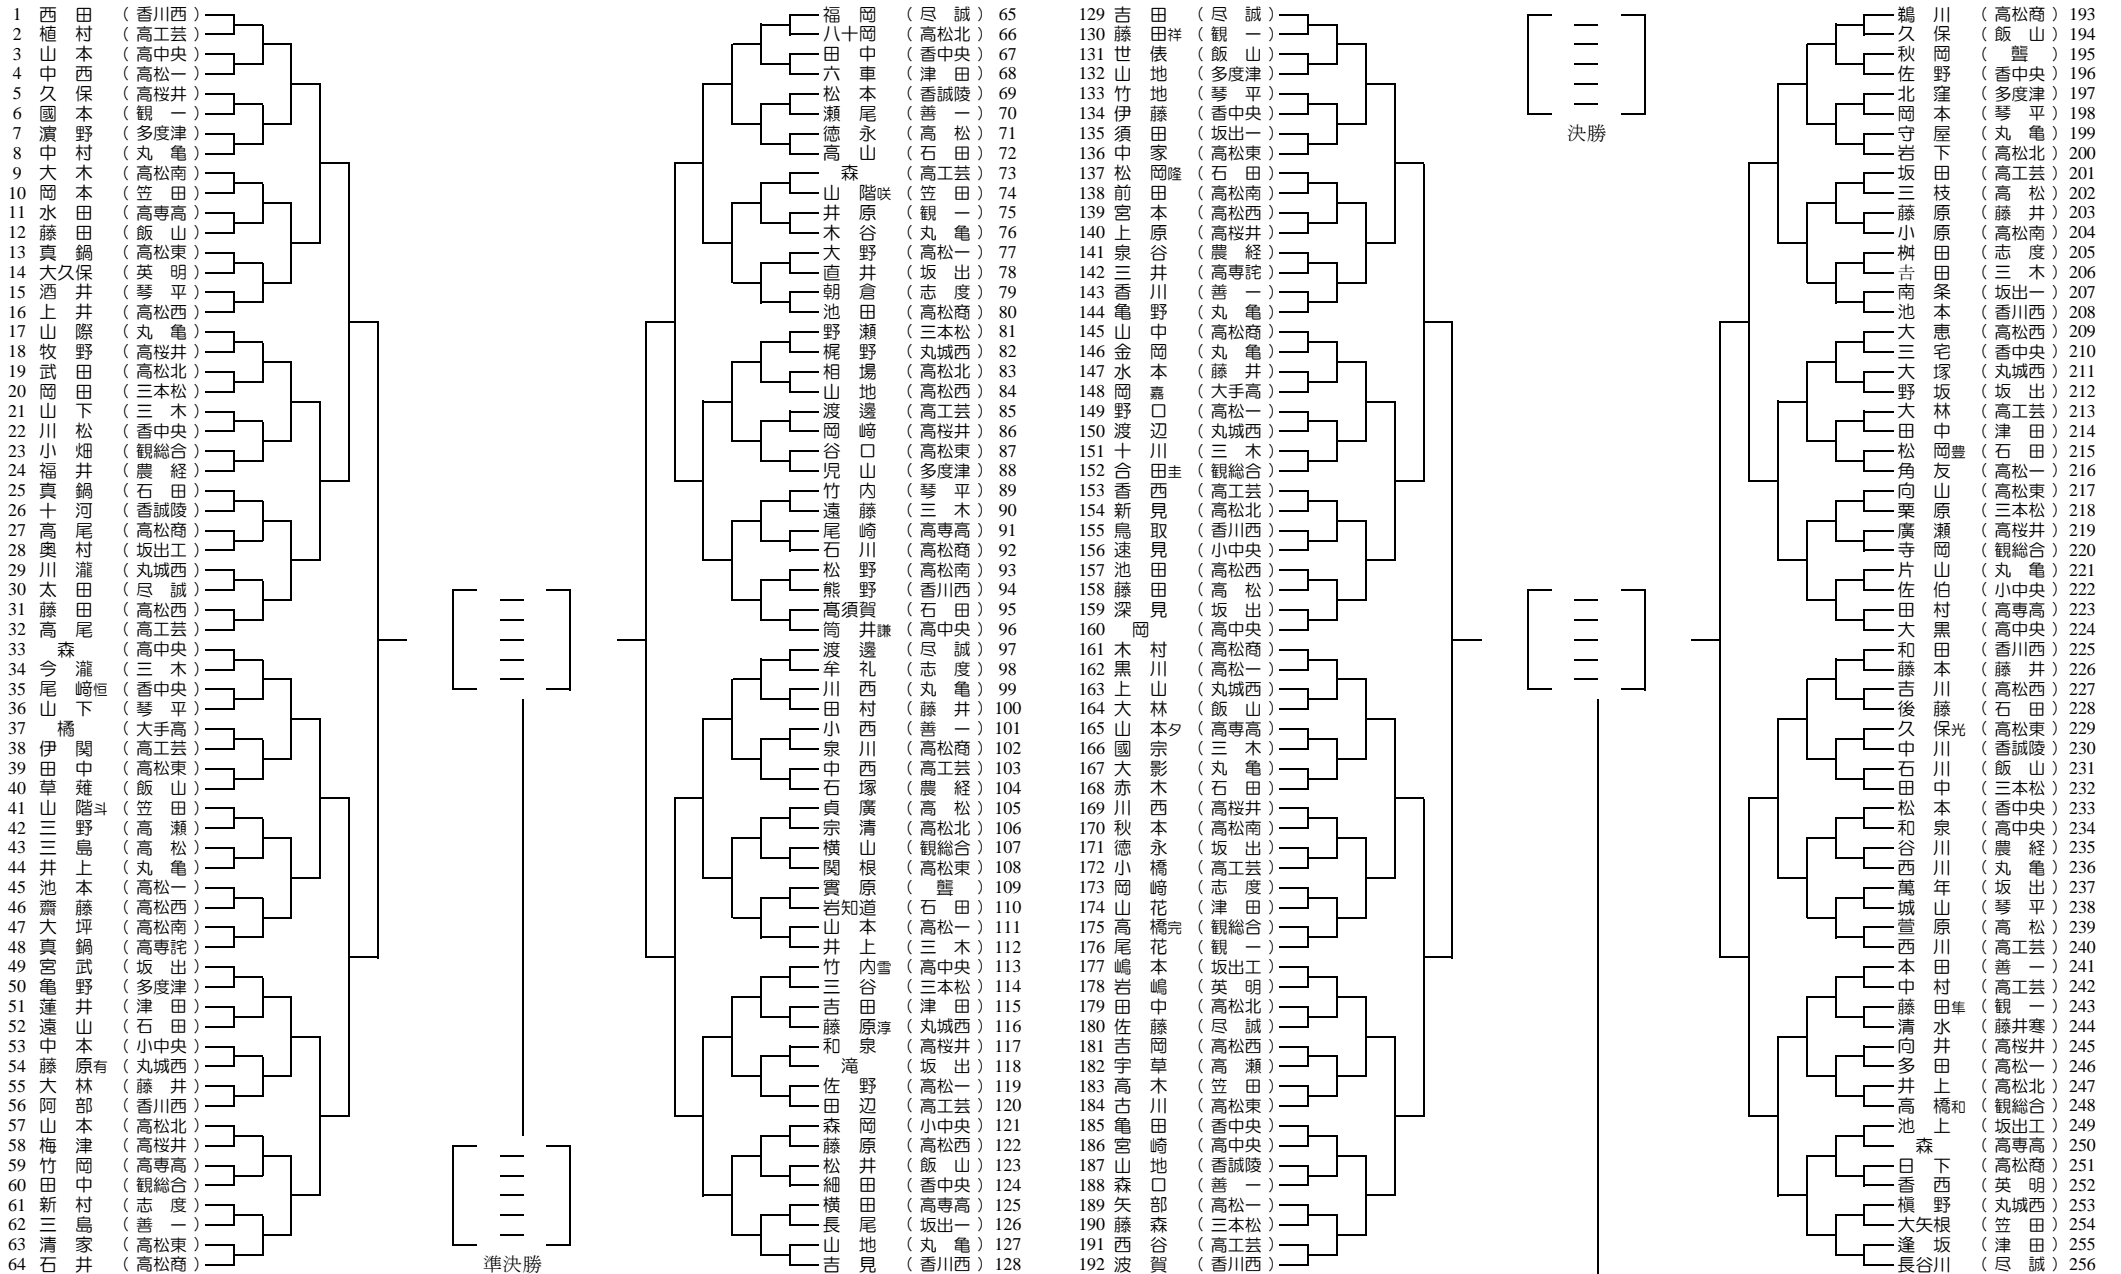 1 西 田 (香川西)
2 植 村 (高工芸)
3 山 本 (高中央)
4 中 西 (高松一)
5 久 保 (高桜井)
6 國 本 (観 一)
7 濵 野 (多度津)
8 中 村 (丸 亀)
9 大 木 (高松南)
10 岡 本 (笠 田)
11 水 田 (高専高)
12 藤 田 (飯 山)
13 真 鍋 (高松東)
14 大久保 (英 明)
15 酒 井 (琴 平)
16 上 井 (高松西)
17 山 際 (丸 亀)
18 牧 野 (高桜井)
19 武 田 (高松北)
20 岡 田 (三本松)
21 山 下 (三 木)
22 川 松 (香中央)
23 小 畑 (観総合)
24 福 井 (農 経)
25 真 鍋 (石 田)
26 十 河 (香誠陵)
27 高 尾 (高松商)
28 奥 村 (坂出工)
29 川 瀧 (丸城西)
30 太 田 (尽 誠)
31 藤 田 (高松西)
32 高 尾 (高工芸)
33 森 (高中央)
34 今 瀧 (三 木)
35 尾 﨑恒 (香中央)
36 山 下 (琴 平)
37 橘 (大手高)
38 伊 関 (高工芸)
39 田 中 (高松東)
40 草 薙 (飯 山)
41 山 階斗 (笠 田)
42 三 野 (高 瀬)
43 三 島 (高 松)
44 井 上 (丸 亀)
45 池 本 (高松一)
46 齋 藤 (高松西)
47 大 坪 (高松南)
48 真 鍋 (高専詫)
49 宮 武 (坂 出)
50 亀 野 (多度津)
51 蓮 井 (津 田)
52 遠 山 (石 田)
53 中 本 (小中央)
54 藤 原有 (丸城西)
55 大 林 (藤 井)
56 阿 部 (香川西)
57 山 本 (高松北)
58 梅 津 (高桜井)
59 竹 岡 (高専高)
60 田 中 (観総合)
61 新 村 (志 度)
62 三 島 (善 一)
63 清 家 (高松東)
64 石 井 (高松商)
準決勝
福 岡 (尽 誠) 65
八十岡 (高松北) 66
田 中 (香中央) 67
六 車 (津 田) 68
松 本 (香誠陵) 69
瀬 尾 (善 一) 70
徳 永 (高 松) 71
高 山 (石 田) 72
森 (高工芸) 73
山 階咲 (笠 田) 74
井 原 (観 一) 75
木 谷 (丸 亀) 76
大 野 (高松一) 77
直 井 (坂 出) 78
朝 倉 (志 度) 79
池 田 (高松商) 80
野 瀬 (三本松) 81
梶 野 (丸城西) 82
相 場 (高松北) 83
山 地 (高松西) 84
渡 邊 (高工芸) 85
岡 﨑 (高桜井) 86
谷 口 (高松東) 87
児 山 (多度津) 88
竹 内 (琴 平) 89
遠 藤 (三 木) 90
尾 崎 (高専高) 91
石 川 (高松商) 92
松 野 (高松南) 93
熊 野 (香川西) 94
髙須賀 (石 田) 95
筒 井謙 (高中央) 96
渡 邊 (尽 誠) 97
牟 礼 (志 度) 98
川 西 (丸 亀) 99
田 村 (藤 井) 100
小 西 (善 一) 101
泉 川 (高松商) 102
中 西 (高工芸) 103
石 塚 (農 経) 104
貞 廣 (高 松) 105
宗 清 (高松北) 106
横 山 (観総合) 107
関 根 (高松東) 108
實 原 (聾) 109
岩知道 (石 田) 110
山 本 (高松一) 111
井 上 (三 木) 112
竹 内雪 (高中央) 113
三 谷 (三本松) 114
吉 田 (津 田) 115
藤 原淳 (丸城西) 116
和 泉 (高桜井) 117
滝 (坂 出) 118
佐 野 (高松一) 119
田 辺 (高工芸) 120
森 岡 (小中央) 121
藤 原 (高松西) 122
松 井 (飯 山) 123
細 田 (香中央) 124
横 田 (高専高) 125
長 尾 (坂出一) 126
山 地 (丸 亀) 127
吉 見 (香川西) 128
129 吉 田 (尽 誠)
130 藤 田祥 (観 一)
131 世 俵 (飯 山)
132 山 地 (多度津)
133 竹 地 (琴 平)
134 伊 藤 (香中央)
135 須 田 (坂出一)
136 中 家 (高松東)
137 松 岡隆 (石 田)
138 前 田 (高松南)
139 宮 本 (高松西)
140 上 原 (高桜井)
141 泉 谷 (農 経)
142 三 井 (高専詫)
143 香 川 (善 一)
144 亀 野 (丸 亀)
145 山 中 (高松商)
146 金 岡 (丸 亀)
147 水 本 (藤 井)
148 岡 嘉 (大手高)
149 野 口 (高松一)
150 渡 辺 (丸城西)
151 十 川 (三 木)
152 合 田圭 (観総合)
153 香 西 (高工芸)
154 新 見 (高松北)
155 鳥 取 (香川西)
156 速 見 (小中央)
157 池 田 (高松西)
158 藤 田 (高 松)
159 深 見 (坂 出)
160 岡 (高中央)
161 木 村 (高松商)
162 黒 川 (高松一)
163 上 山 (丸城西)
164 大 林 (飯 山)
165 山 本夕 (高専高)
166 國 宗 (三 木)
167 大 影 (丸 亀)
168 赤 木 (石 田)
169 川 西 (高桜井)
170 秋 本 (高松南)
171 徳 永 (坂 出)
172 小 橋 (高工芸)
173 岡 﨑 (志 度)
174 山 花 (津 田)
175 高 橋完 (観総合)
176 尾 花 (観 一)
177 嶋 本 (坂出工)
178 岩 嶋 (英 明)
179 田 中 (高松北)
180 佐 藤 (尽 誠)
181 吉 岡 (高松西)
182 宇 草 (高 瀬)
183 高 木 (笠 田)
184 古 川 (高松東)
185 亀 田 (香中央)
186 宮 崎 (高中央)
187 山 地 (香誠陵)
188 森 口 (善 一)
189 矢 部 (高松一)
190 藤 森 (三本松)
191 西 谷 (高工芸)
192 波 賀 (香川西)
決勝
鵜 川 (高松商) 193
久 保 (飯 山) 194
秋 岡 (聾) 195
佐 野 (香中央) 196
北 窪 (多度津) 197
岡 本 (琴 平) 198
守 屋 (丸 亀) 199
岩 下 (高松北) 200
坂 田 (高工芸) 201
三 枝 (高 松) 202
藤 原 (藤 井) 203
小 原 (高松南) 204
桝 田 (志 度) 205
𠮷 田 (三 木) 206
南 条 (坂出一) 207
池 本 (香川西) 208
大 恵 (高松西) 209
三 宅 (香中央) 210
大 塚 (丸城西) 211
野 坂 (坂 出) 212
大 林 (高工芸) 213
田 中 (津 田) 214
松 岡豊 (石 田) 215
角 友 (高松一) 216
向 山 (高松東) 217
栗 原 (三本松) 218
廣 瀬 (高桜井) 219
寺 岡 (観総合) 220
片 山 (丸 亀) 221
佐 伯 (小中央) 222
田 村 (高専高) 223
大 黒 (高中央) 224
和 田 (香川西) 225
藤 本 (藤 井) 226
吉 川 (高松西) 227
後 藤 (石 田) 228
久 保光 (高松東) 229
中 川 (香誠陵) 230
石 川 (飯 山) 231
田 中 (三本松) 232
松 本 (香中央) 233
和 泉 (高中央) 234
谷 川 (農 経) 235
西 川 (丸 亀) 236
萬 年 (坂 出) 237
城 山 (琴 平) 238
萱 原 (高 松) 239
西 川 (高工芸) 240
本 田 (善 一) 241
中 村 (高工芸) 242
藤 田隼 (観 一) 243
清 水 (藤井寒) 244
向 井 (高桜井) 245
多 田 (高松一) 246
井 上 (高松北) 247
高 橋和 (観総合) 248
池 上 (坂出工) 249
森 (高専高) 250
日 下 (高松商) 251
香 西 (英 明) 252
槇 野 (丸城西) 253
大矢根 (笠 田) 254
逢 坂 (津 田) 255
長谷川 (尽 誠) 256